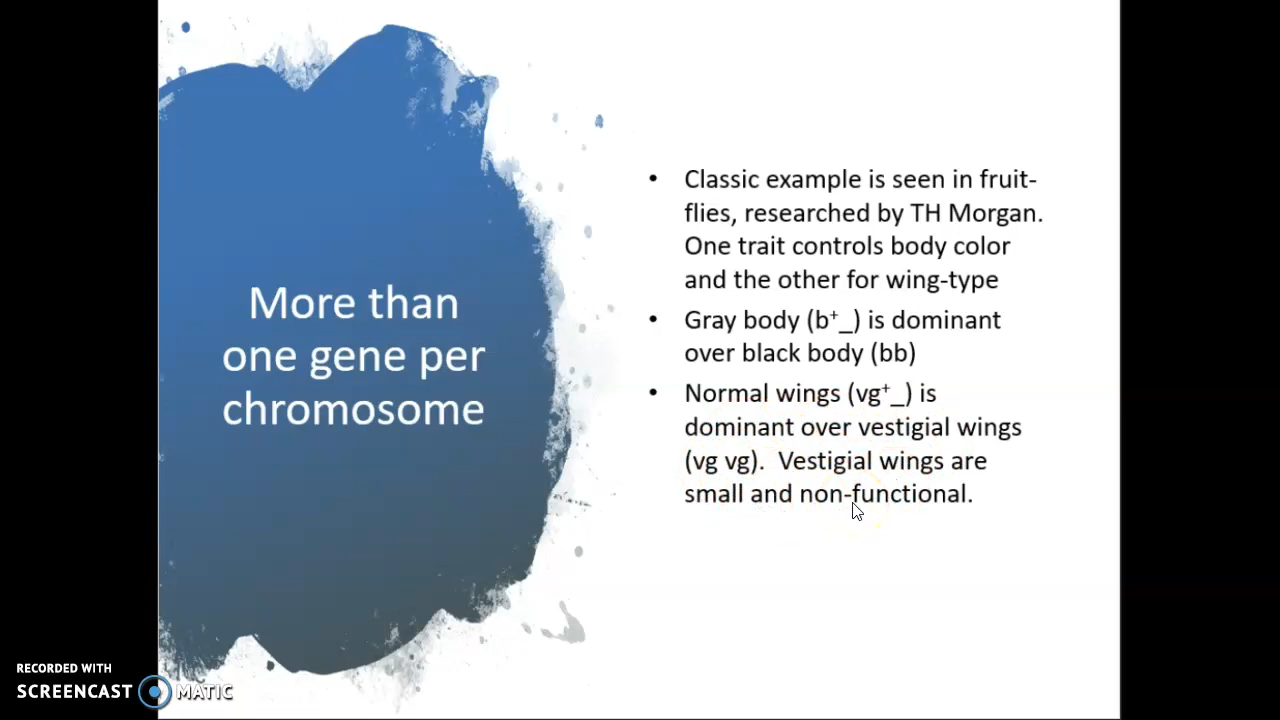 More than
one gene per
chromosome
• Classic example is seen in fruit-
flies, researched by TH Morgan.
One trait controls body color
and the other for wing-type
• Gray body (b⁺_) is dominant
over black body (bb)
• Normal wings (vg⁺_) is
dominant over vestigial wings
(vg vg).  Vestigial wings are
small and non-functional.
RECORDED WITH
SCREENCAST MATIC